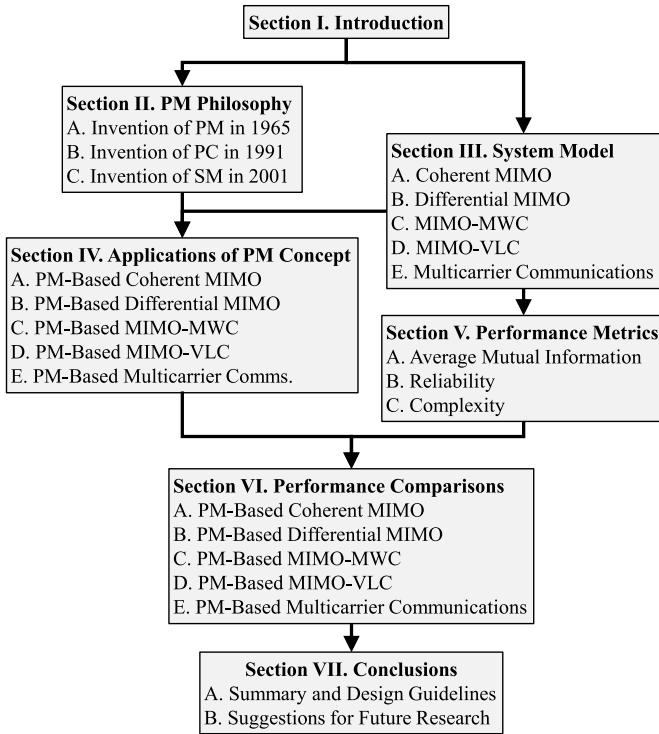 Section I. Introduction
Section II. PM Philosophy
A. Invention of PM in 1965
B. Invention of PC in 1991
C. Invention of SM in 2001
Section III. System Model
A. Coherent MIMO
B. Differential MIMO
C. MIMO-MWC
D. MIMO-VLC
E. Multicarrier Communications
Section IV. Applications of PM Concept
A. PM-Based Coherent MIMO
B. PM-Based Differential MIMO
C. PM-Based MIMO-MWC
D. PM-Based MIMO-VLC
E. PM-Based Multicarrier Comms.
Section V. Performance Metrics
A. Average Mutual Information
B. Reliability
C. Complexity
Section VI. Performance Comparisons
A. PM-Based Coherent MIMO
B. PM-Based Differential MIMO
C. PM-Based MIMO-MWC
D. PM-Based MIMO-VLC
E. PM-Based Multicarrier Communications
Section VII. Conclusions
A. Summary and Design Guidelines
B. Suggestions for Future Research